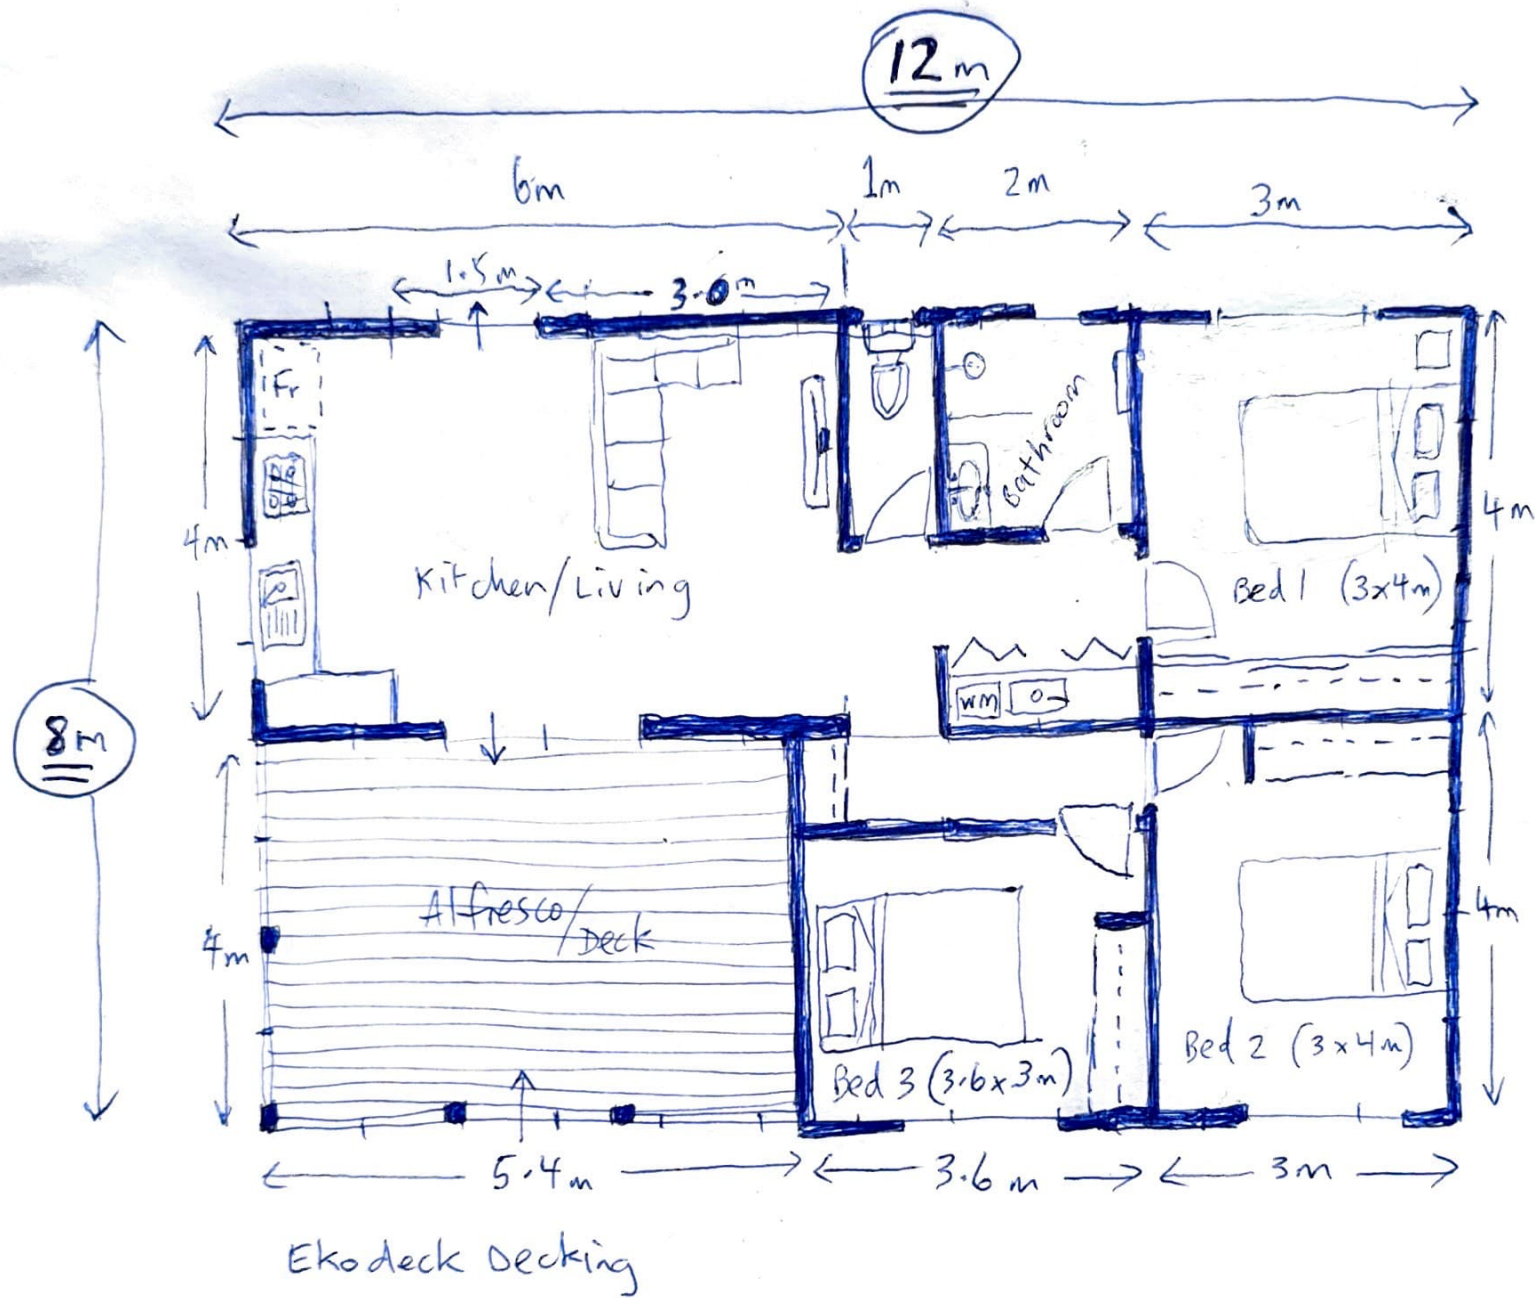 12m
6m
1m
2m
3m
1.5m
3.0m
Fr
Bathroom
4m
4m
Kitchen/Living
Bed 1 (3x4m)
WM
8m
Alfresco/
Deck
4m
4m
Bed 2 (3x4m)
Bed 3 (3.6x3m)
5.4m
3.6m
3m
Ekodeck Decking